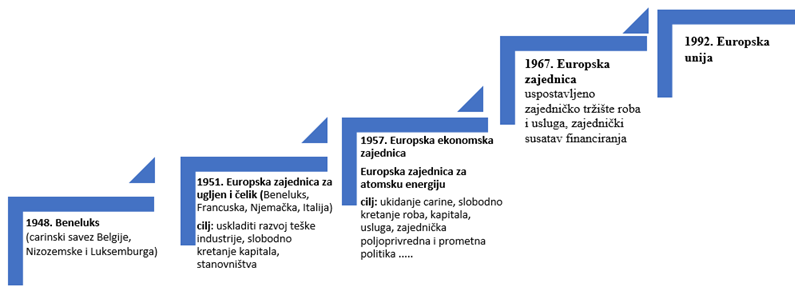 1948. Beneluks
(carinski savez Belgije,
Nizozemske i Luksemburga)
1951. Europska zajednica za
ugljen i čelik (Beneluks,
Francuska, Njemačka, Italija)
cilj: uskladiti razvoj teške
industrije, slobodno
kretanje kapitala,
stanovništva
1957. Europska ekonomska
zajednica
Europska zajednica za
atomsku energiju
cilj: ukidanje carine, slobodno
kretanje roba, kapitala,
usluga, zajednička
poljoprivredna i prometna
politika .....
1967. Europska
zajednica
uspostavljeno
zajedničko tržište roba
i usluga, zajednički
susatav financiranja
1992. Europska
unija